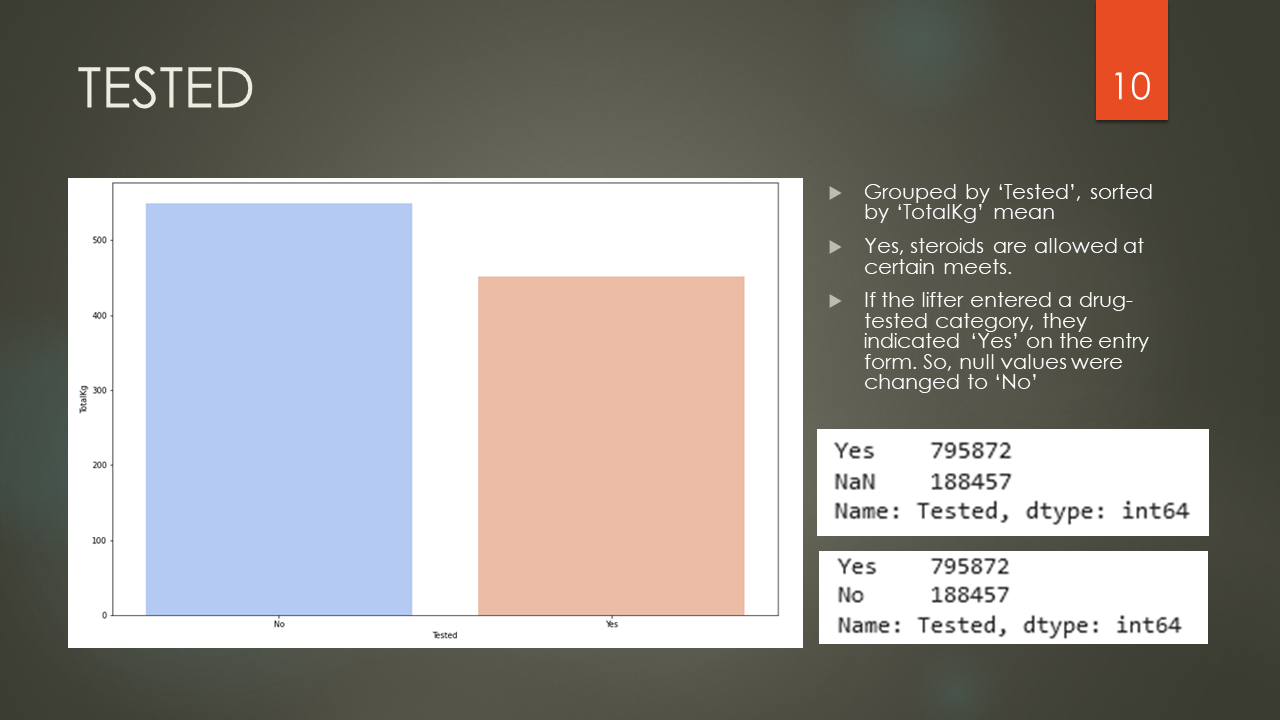 TESTED
10
500
400
300
200
100
0
TotalKg
No
Yes
Tested
Grouped by ‘Tested’, sorted
by ‘TotalKg’ mean
Yes, steroids are allowed at
certain meets.
If the lifter entered a drug-
tested category, they
indicated ‘Yes’ on the entry
form. So, null values were
changed to ‘No’
Yes 795872
NaN 188457
Name: Tested, dtype: int64
Yes 795872
No 188457
Name: Tested, dtype: int64